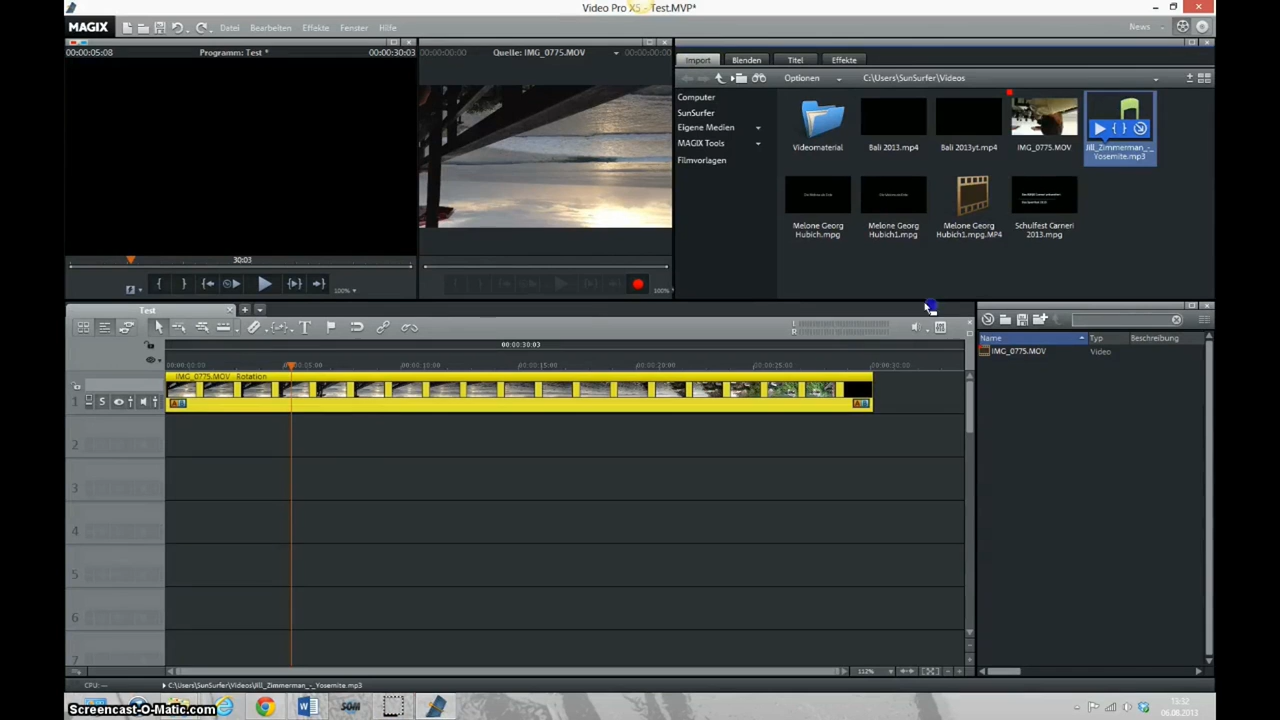 Video Pro X5 - Test.MVP*
MAGIX
Datei Bearbeiten Effekte Fenster Hilfe
News
00:00:05:08 Programm: Test * 00:00:30:03
00:00:00:00 Quelle: IMG_0775.MOV 00:00:00:00
Import Blenden Titel Effekte
Optionen C:\Users\SunSurfer\Videos
Computer
SunSurfer
Eigene Medien
MAGIX Tools
Filmvorlagen
Videomaterial
Bali 2013.mp4
Bali 2013yt.mp4
IMG_0775.MOV
Jill_Zimmerman_-_
Yosemite.mp3
Melone Georg
Hubich.mpg
Melone Georg
Hubich1.mpg
Melone Georg
Hubich1.mpg.MP4
Schulfest Carneri
2013.mpg
30:03
100%
100%
Test
L
R
00:00:30:03
00:00:00:00 00:00:05:00 00:00:10:00 00:00:15:00 00:00:20:00 00:00:25:00 00:00:30:00
IMG_0775.MOV Rotation
1 S
2
3
4
5
6
7
112%
Name Typ Beschreibung
IMG_0775.MOV Video
CPU: --- C:\Users\SunSurfer\Videos\Jill_Zimmerman_-_Yosemite.mp3
SOM
Screencast-O-Matic.com
13:32
06.08.2013